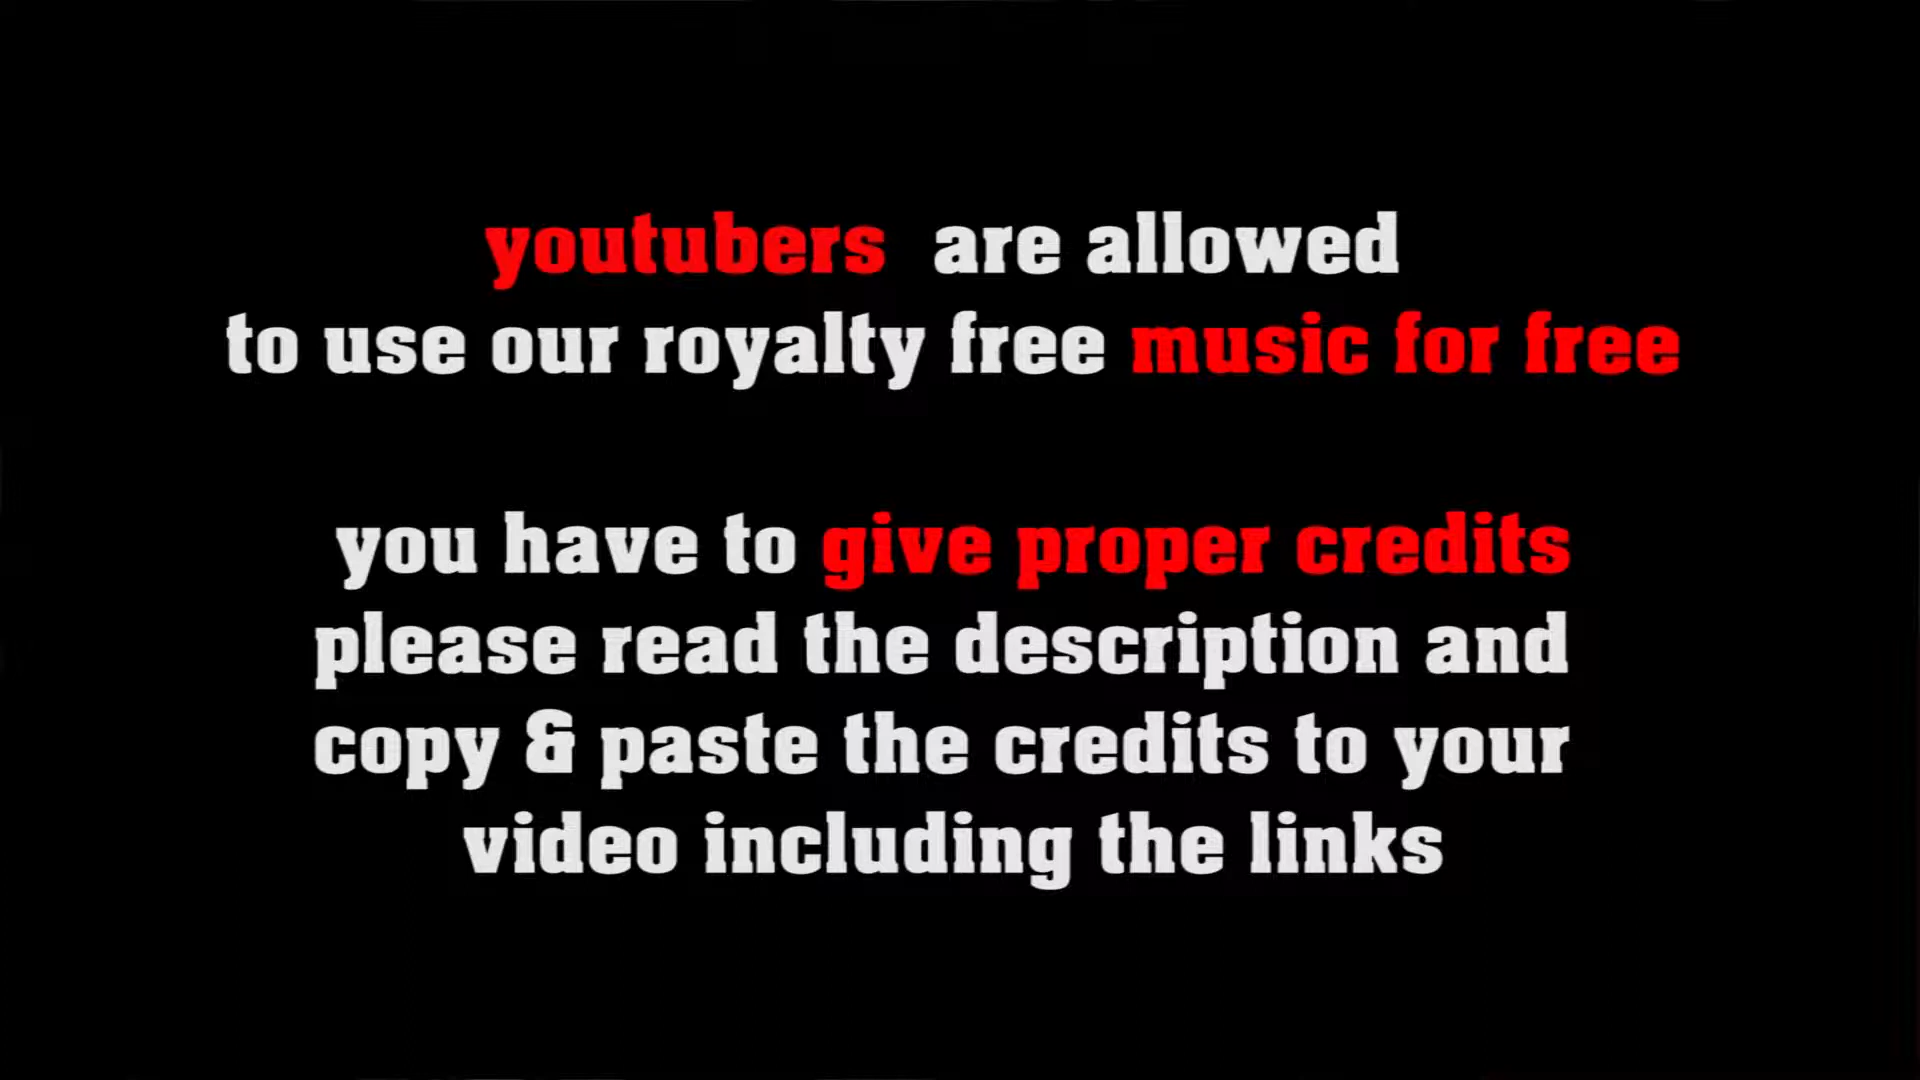 youtubers are allowed
to use our royalty free music for free
you have to give proper credits
please read the description and
copy & paste the credits to your
video including the links